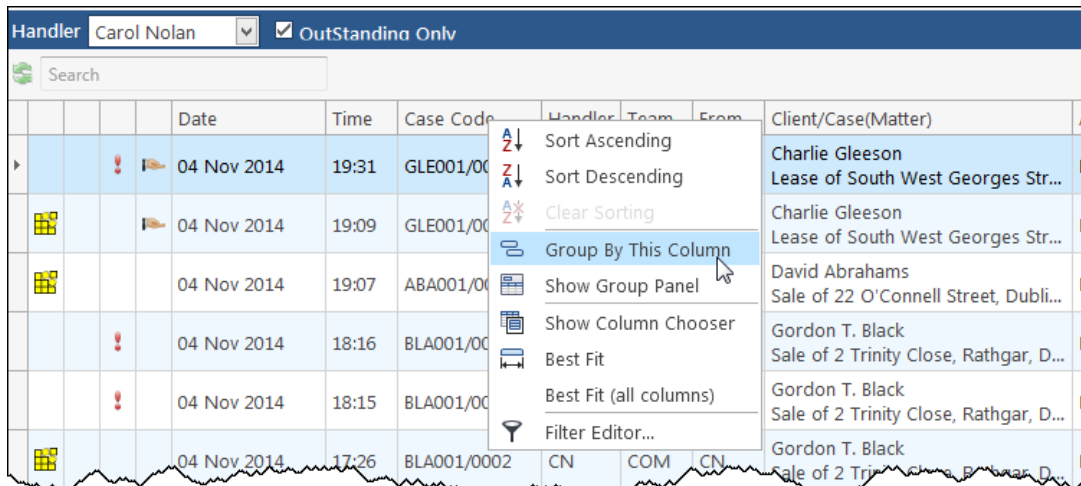 Handler Carol Nolan OutStanding Only
Search
Date Time Case Code Handler Team From Client/Case(Matter)
04 Nov 2014 19:31 GLE001/00 Charlie Gleeson
Lease of South West Georges Str...
04 Nov 2014 19:09 GLE001/00 Charlie Gleeson
Lease of South West Georges Str...
04 Nov 2014 19:07 ABA001/00 David Abrahams
Sale of 22 O'Connell Street, Dubli...
04 Nov 2014 18:16 BLA001/00 Gordon T. Black
Sale of 2 Trinity Close, Rathgar, D...
04 Nov 2014 18:15 BLA001/00 Gordon T. Black
Sale of 2 Trinity Close, Rathgar, D...
04 Nov 2014 17:26 BLA001/0002 CN COM CN Gordon T. Black
Sale of 2 Trinity Close, Rathgar, D...
Sort Ascending
Sort Descending
Clear Sorting
Group By This Column
Show Group Panel
Show Column Chooser
Best Fit
Best Fit (all columns)
Filter Editor...